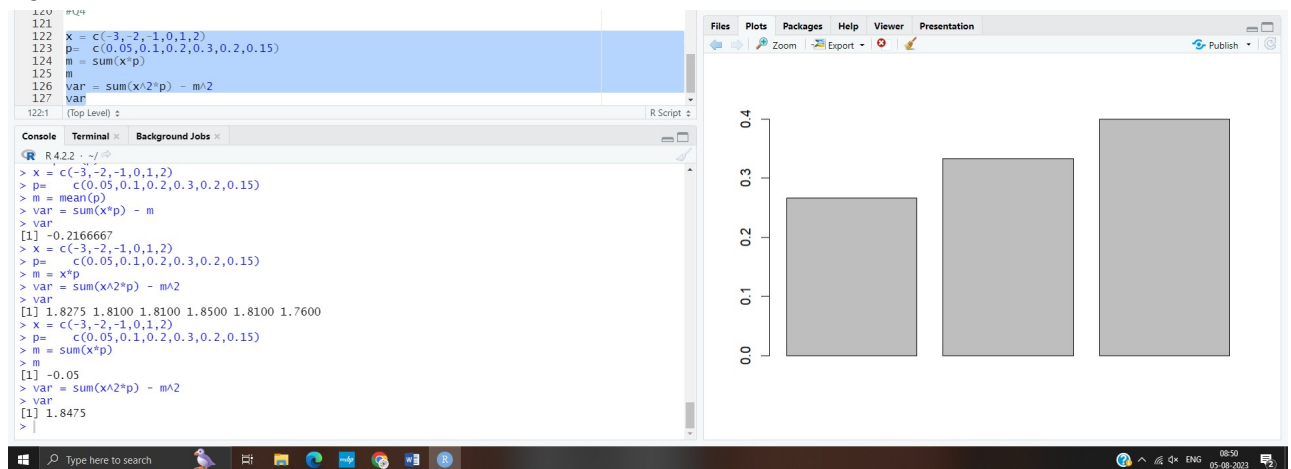 120 #Q4
121
122 x = c(-3,-2,-1,0,1,2)
123 p= c(0.05,0.1,0.2,0.3,0.2,0.15)
124 m = sum(x*p)
125 m
126 var = sum(x^2*p) - m^2
127 var
122:1 (Top Level) R Script
Console Terminal Background Jobs
R R 4.2.2 · ~/
> x = c(-3,-2,-1,0,1,2)
> p= c(0.05,0.1,0.2,0.3,0.2,0.15)
> m = mean(p)
> var = sum(x*p) - m
> var
[1] -0.2166667
> x = c(-3,-2,-1,0,1,2)
> p= c(0.05,0.1,0.2,0.3,0.2,0.15)
> m = x*p
> var = sum(x^2*p) - m^2
> var
[1] 1.8275 1.8100 1.8100 1.8500 1.8100 1.7600
> x = c(-3,-2,-1,0,1,2)
> p= c(0.05,0.1,0.2,0.3,0.2,0.15)
> m = sum(x*p)
> m
[1] -0.05
> var = sum(x^2*p) - m^2
> var
[1] 1.8475
>
Files Plots Packages Help Viewer Presentation
Zoom Export Publish
0.4
0.3
0.2
0.1
0.0
Type here to search
W R
ENG 08:50
05-08-2023 2